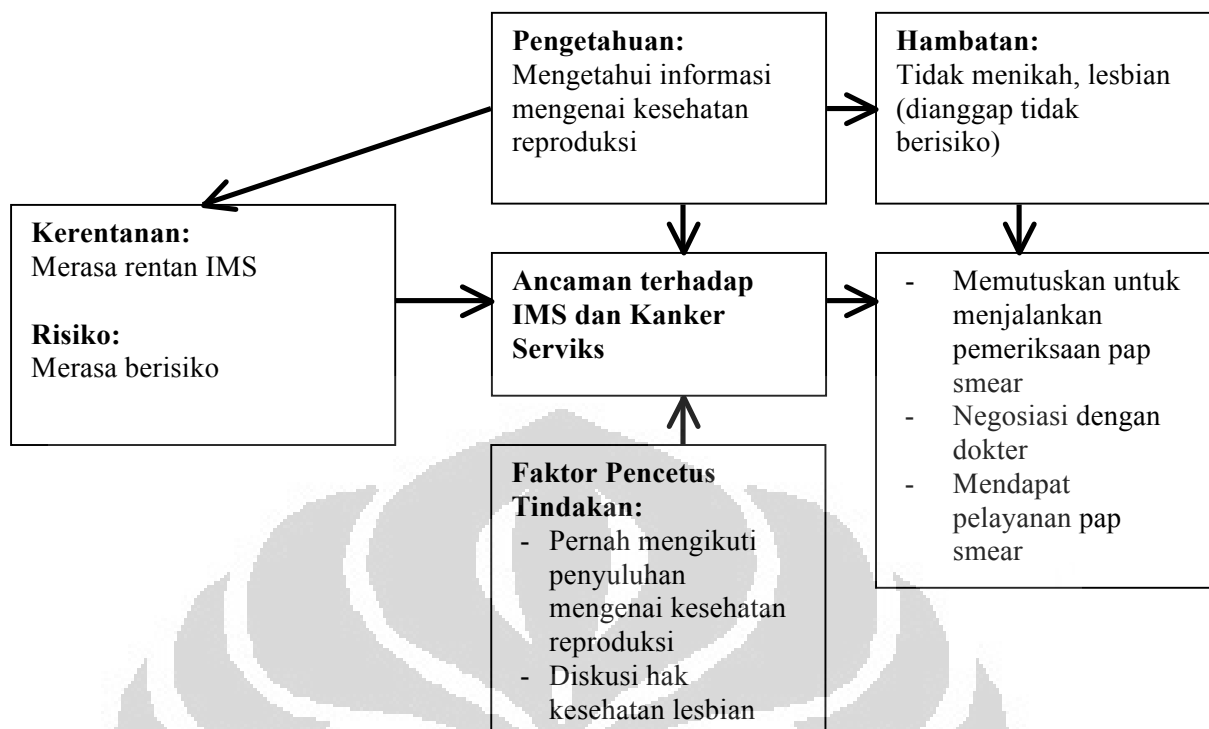 Pengetahuan:
Mengetahui informasi
mengenai kesehatan
reproduksi
Hambatan:
Tidak menikah, lesbian
(dianggap tidak
berisiko)
Kerentanan:
Merasa rentan IMS
Risiko:
Merasa berisiko
Ancaman terhadap
IMS dan Kanker
Serviks
- Memutuskan untuk
menjalankan
pemeriksaan pap
smear
- Negosiasi dengan
dokter
- Mendapat
pelayanan pap
smear
Faktor Pencetus
Tindakan:
- Pernah mengikuti
penyuluhan
mengenai kesehatan
reproduksi
- Diskusi hak
kesehatan lesbian